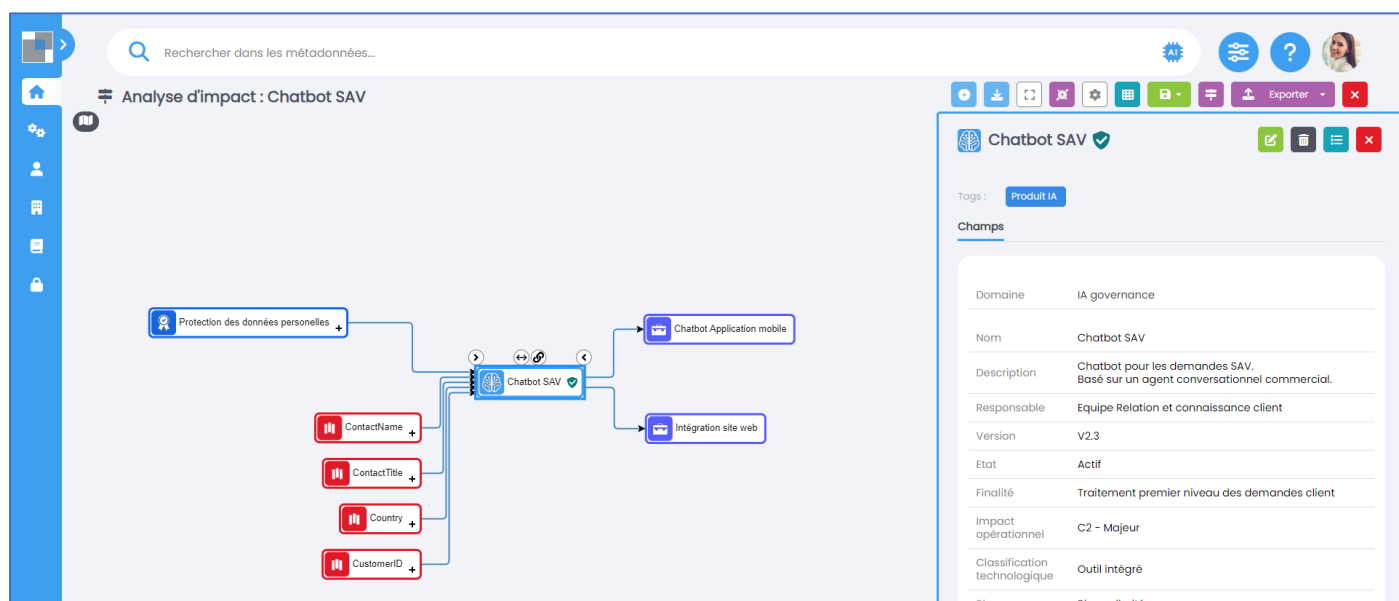 Rechercher dans les métadonnées...
AI
?
Analyse d'impact : Chatbot SAV
Exporter
Chatbot SAV
Tags :
Produit IA
Champs
Domaine
IA governance
Nom
Chatbot SAV
Description
Chatbot pour les demandes SAV.
Basé sur un agent conversationnel commercial.
Responsable
Equipe Relation et connaissance client
Version
V2.3
Etat
Actif
Finalité
Traitement premier niveau des demandes client
Impact
opérationnel
C2 - Majeur
Classification
technologique
Outil intégré
Protection des données personelles
Chatbot Application mobile
Chatbot SAV
Intégration site web
ContactName
ContactTitle
Country
CustomerID